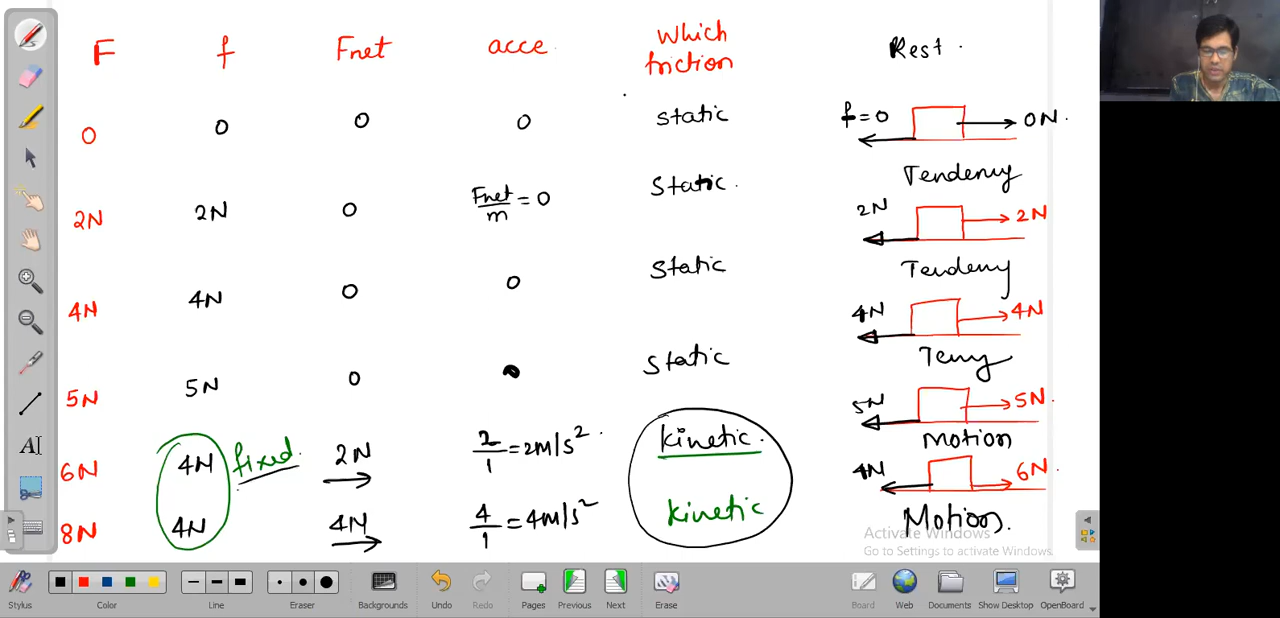 F f Fnet acce which friction Rest.
0 0 0 0 static f=0 0N
Tendency
2N 2N 0 Fnet/m = 0 static. 2N 2N
Tendency
4N 4N 0 0 static 4N 4N
5N 5N 0 static 5N 5N
Motion
6N 4N fixed. 2N 2/1 = 2m/s² kinetic. 4N 6N
8N 4N 4N 4/1 = 4m/s² kinetic Motion.
Activate Windows
Go to Settings to activate Windows.
Stylus Color Line Eraser Backgrounds Undo Redo Pages Previous Next Erase Board Web Documents Show Desktop OpenBoard